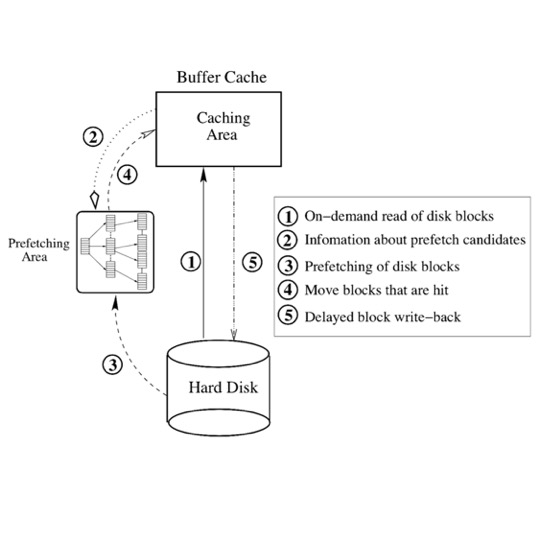 Buffer Cache
Caching
Area
2
4
Prefetching
Area
1
5
3
Hard Disk
1 On-demand read of disk blocks
2 Infomation about prefetch candidates
3 Prefetching of disk blocks
4 Move blocks that are hit
5 Delayed block write-back